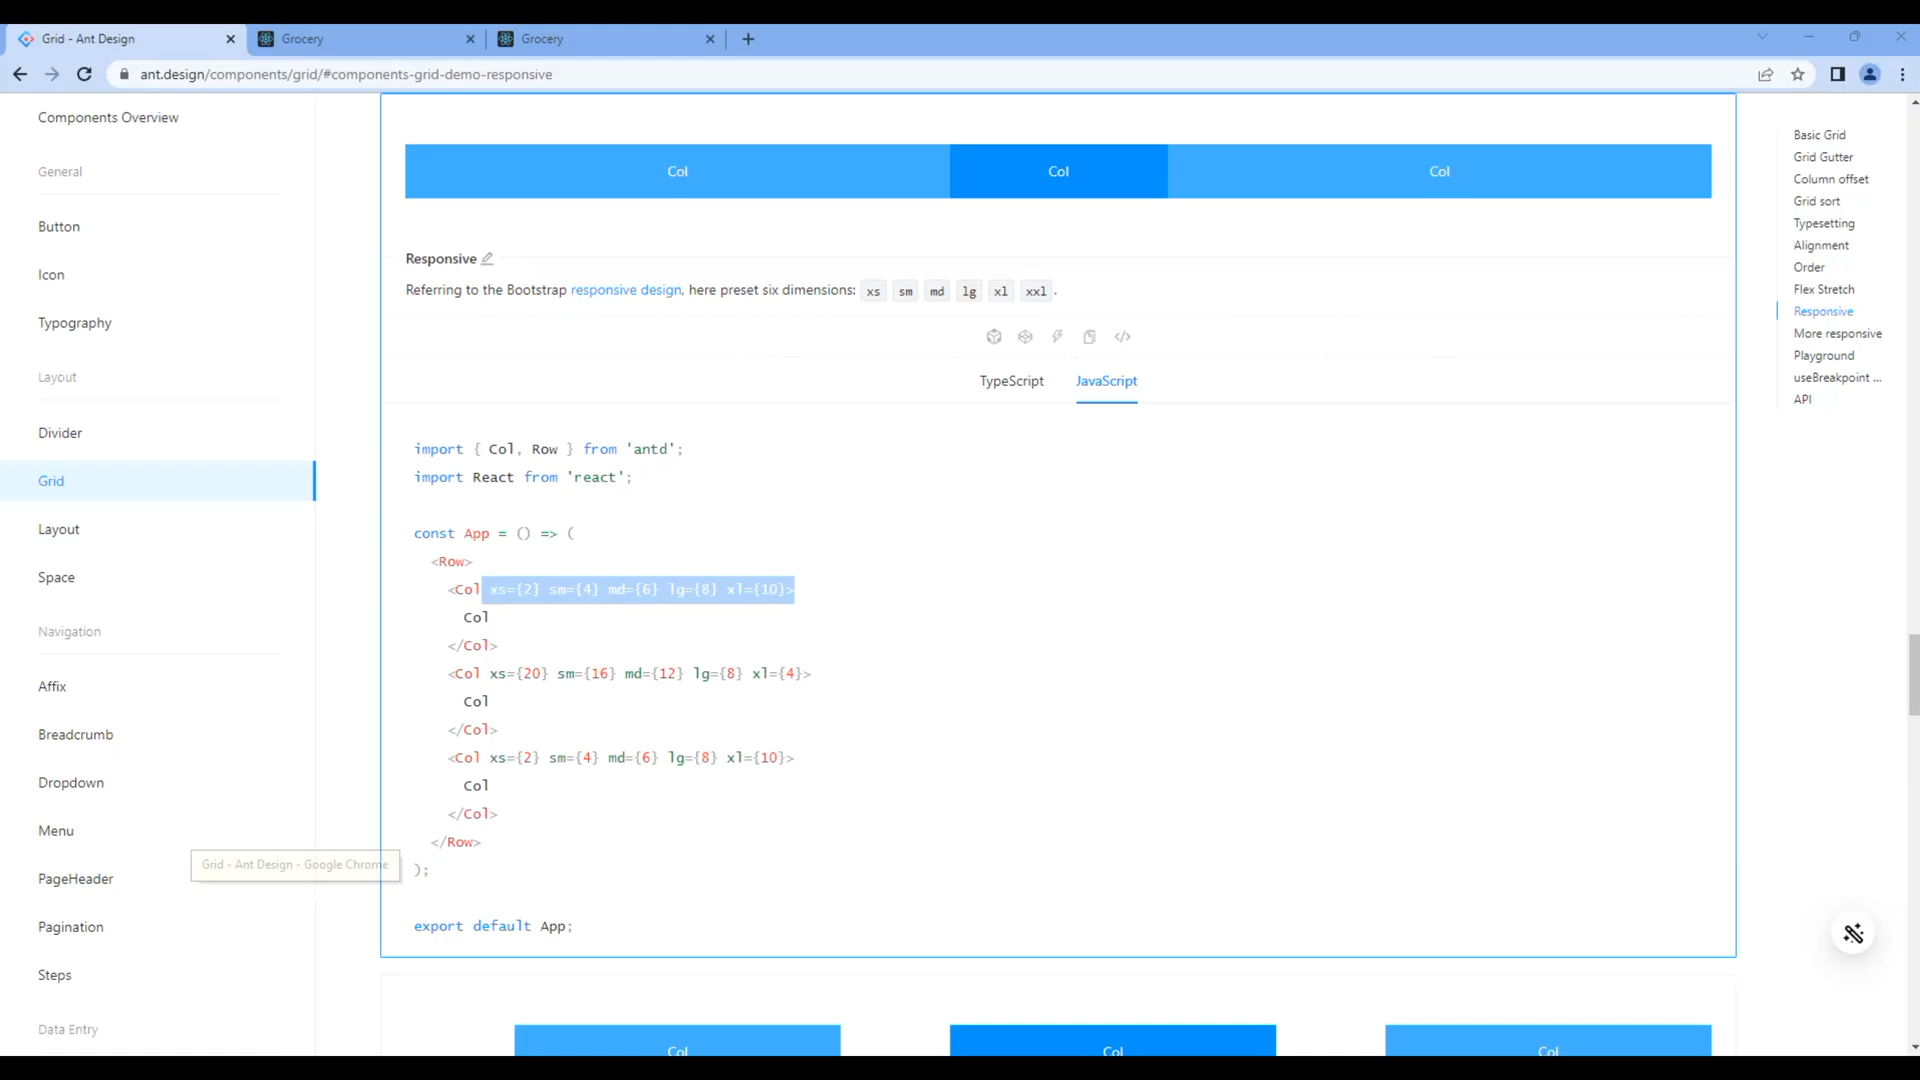 Grid - Ant Design
Grocery
Grocery
ant.design/components/grid/#components-grid-demo-responsive
Components Overview
General
Button
Icon
Typography
Layout
Divider
Grid
Layout
Space
Navigation
Affix
Breadcrumb
Dropdown
Menu
PageHeader
Pagination
Steps
Data Entry
Grid - Ant Design - Google Chrome
Col Col Col
Responsive
Referring to the Bootstrap responsive design, here preset six dimensions: xs sm md lg xl xxl .
TypeScript JavaScript
import { Col, Row } from 'antd';
import React from 'react';
const App = () => (
<Row>
<Col xs={2} sm={4} md={6} lg={8} xl={10}>
Col
</Col>
<Col xs={20} sm={16} md={12} lg={8} xl={4}>
Col
</Col>
<Col xs={2} sm={4} md={6} lg={8} xl={10}>
Col
</Col>
</Row>
);
export default App;
Col Col Col
Basic Grid
Grid Gutter
Column offset
Grid sort
Typesetting
Alignment
Order
Flex Stretch
Responsive
More responsive
Playground
useBreakpoint ...
API